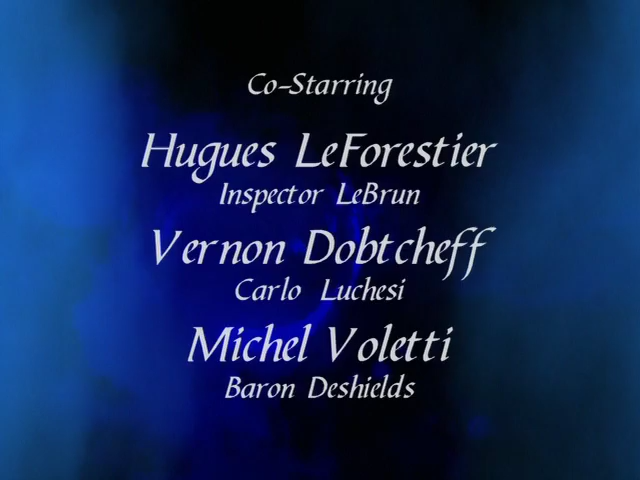 Co-Starring
Hugues LeForestier
Inspector LeBrun
Vernon Dobtcheff
Carlo Luchesi
Michel Voletti
Baron Deshields